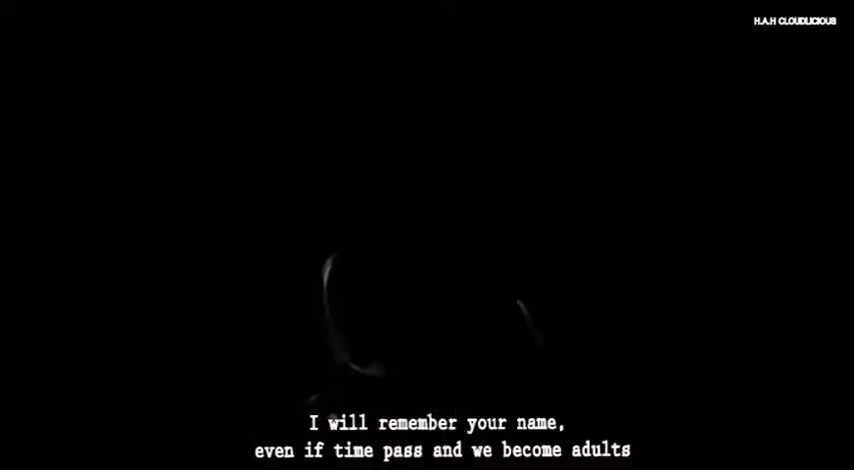 H.A.H CLOUDLICIOUS
I will remember your name,
even if time pass and we become adults